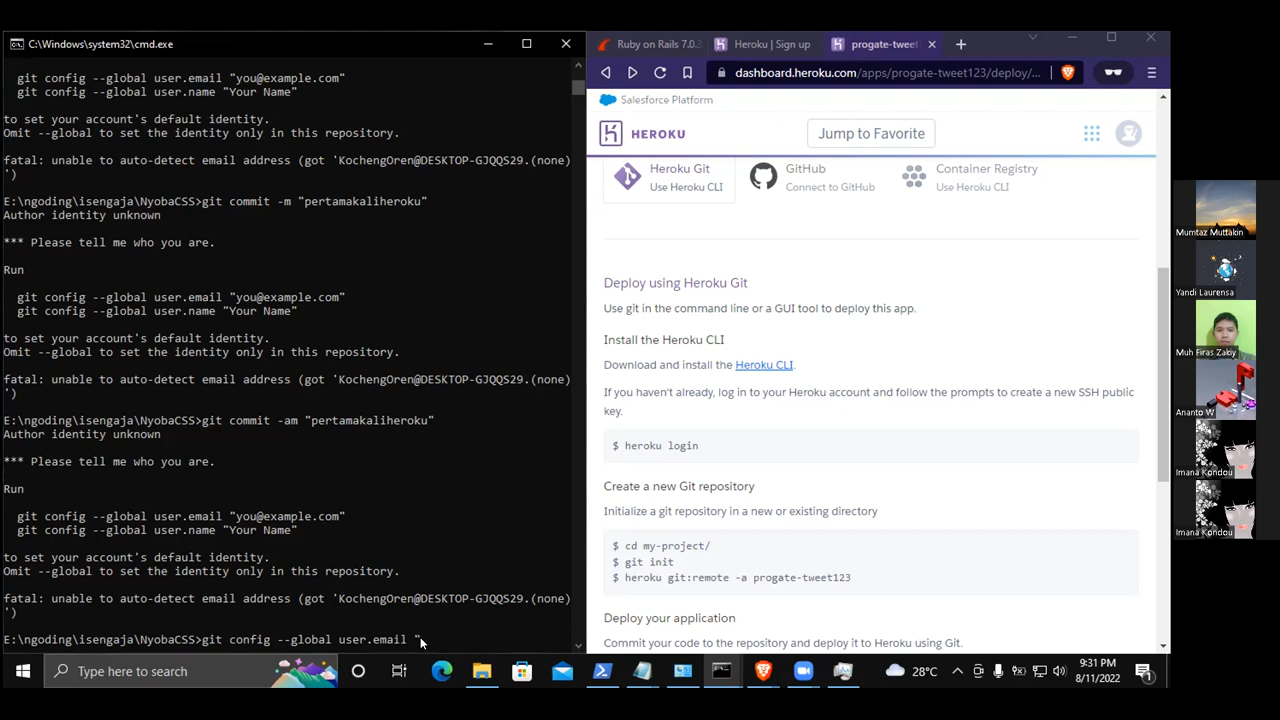 C:\Windows\system32\cmd.exe
git config --global user.email "you@example.com"
git config --global user.name "Your Name"
to set your account's default identity.
Omit --global to set the identity only in this repository.
fatal: unable to auto-detect email address (got 'KochengOren@DESKTOP-GJQQS29.(none)
')
E:\ngoding\isengaja\NyobaCSS>git commit -m "pertamakaliheroku"
Author identity unknown
*** Please tell me who you are.
Run
git config --global user.email "you@example.com"
git config --global user.name "Your Name"
to set your account's default identity.
Omit --global to set the identity only in this repository.
fatal: unable to auto-detect email address (got 'KochengOren@DESKTOP-GJQQS29.(none)
')
E:\ngoding\isengaja\NyobaCSS>git commit -am "pertamakaliheroku"
Author identity unknown
*** Please tell me who you are.
Run
git config --global user.email "you@example.com"
git config --global user.name "Your Name"
to set your account's default identity.
Omit --global to set the identity only in this repository.
fatal: unable to auto-detect email address (got 'KochengOren@DESKTOP-GJQQS29.(none)
')
E:\ngoding\isengaja\NyobaCSS>git config --global user.email "
Ruby on Rails 7.0.3
Heroku | Sign up
progate-tweet1
dashboard.heroku.com/apps/progate-tweet123/deploy/...
Salesforce Platform
HEROKU
Jump to Favorite
Heroku Git
Use Heroku CLI
GitHub
Connect to GitHub
Container Registry
Use Heroku CLI
Deploy using Heroku Git
Use git in the command line or a GUI tool to deploy this app.
Install the Heroku CLI
Download and install the Heroku CLI.
If you haven't already, log in to your Heroku account and follow the prompts to create a new SSH public
key.
$ heroku login
Create a new Git repository
Initialize a git repository in a new or existing directory
$ cd my-project/
$ git init
$ heroku git:remote -a progate-tweet123
Deploy your application
Commit your code to the repository and deploy it to Heroku using Git.
Mumtaz Muttakin
Yandi Laurensa
Muh Firas Zakiy
Ananto W
Imana Kondou
Imana Kondou
Type here to search
28°C
9:31 PM
8/11/2022
1